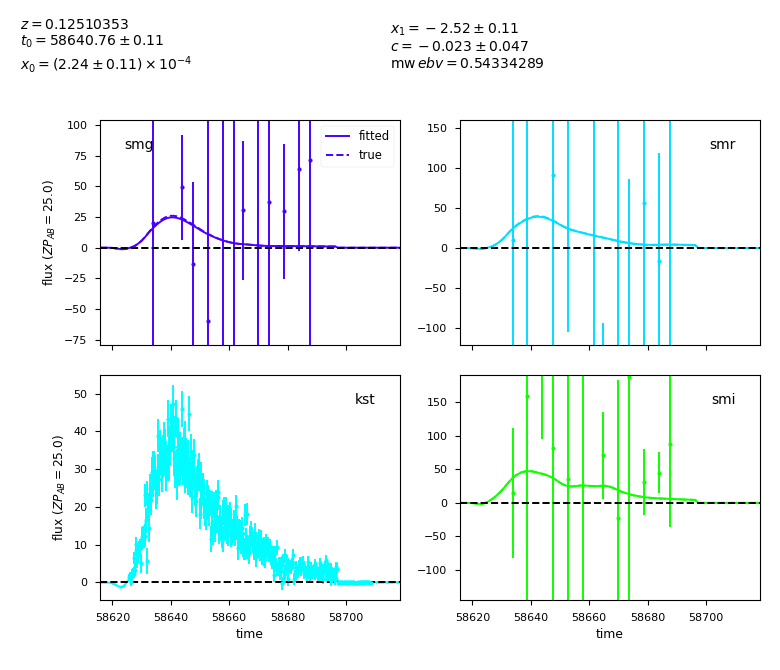 z = 0.12510353
t₀ = 58640.76 ± 0.11
x₀ = (2.24 ± 0.11) × 10⁻⁴
x₁ = −2.52 ± 0.11
c = −0.023 ± 0.047
mw ebv = 0.54334289
smg
fitted
true
100
75
50
25
0
−25
−50
−75
flux (ZP_AB = 25.0)
smr
150
100
50
0
−50
−100
kst
50
40
30
20
10
0
flux (ZP_AB = 25.0)
58620 58640 58660 58680 58700
time
smi
150
100
50
0
−50
−100
58620 58640 58660 58680 58700
time